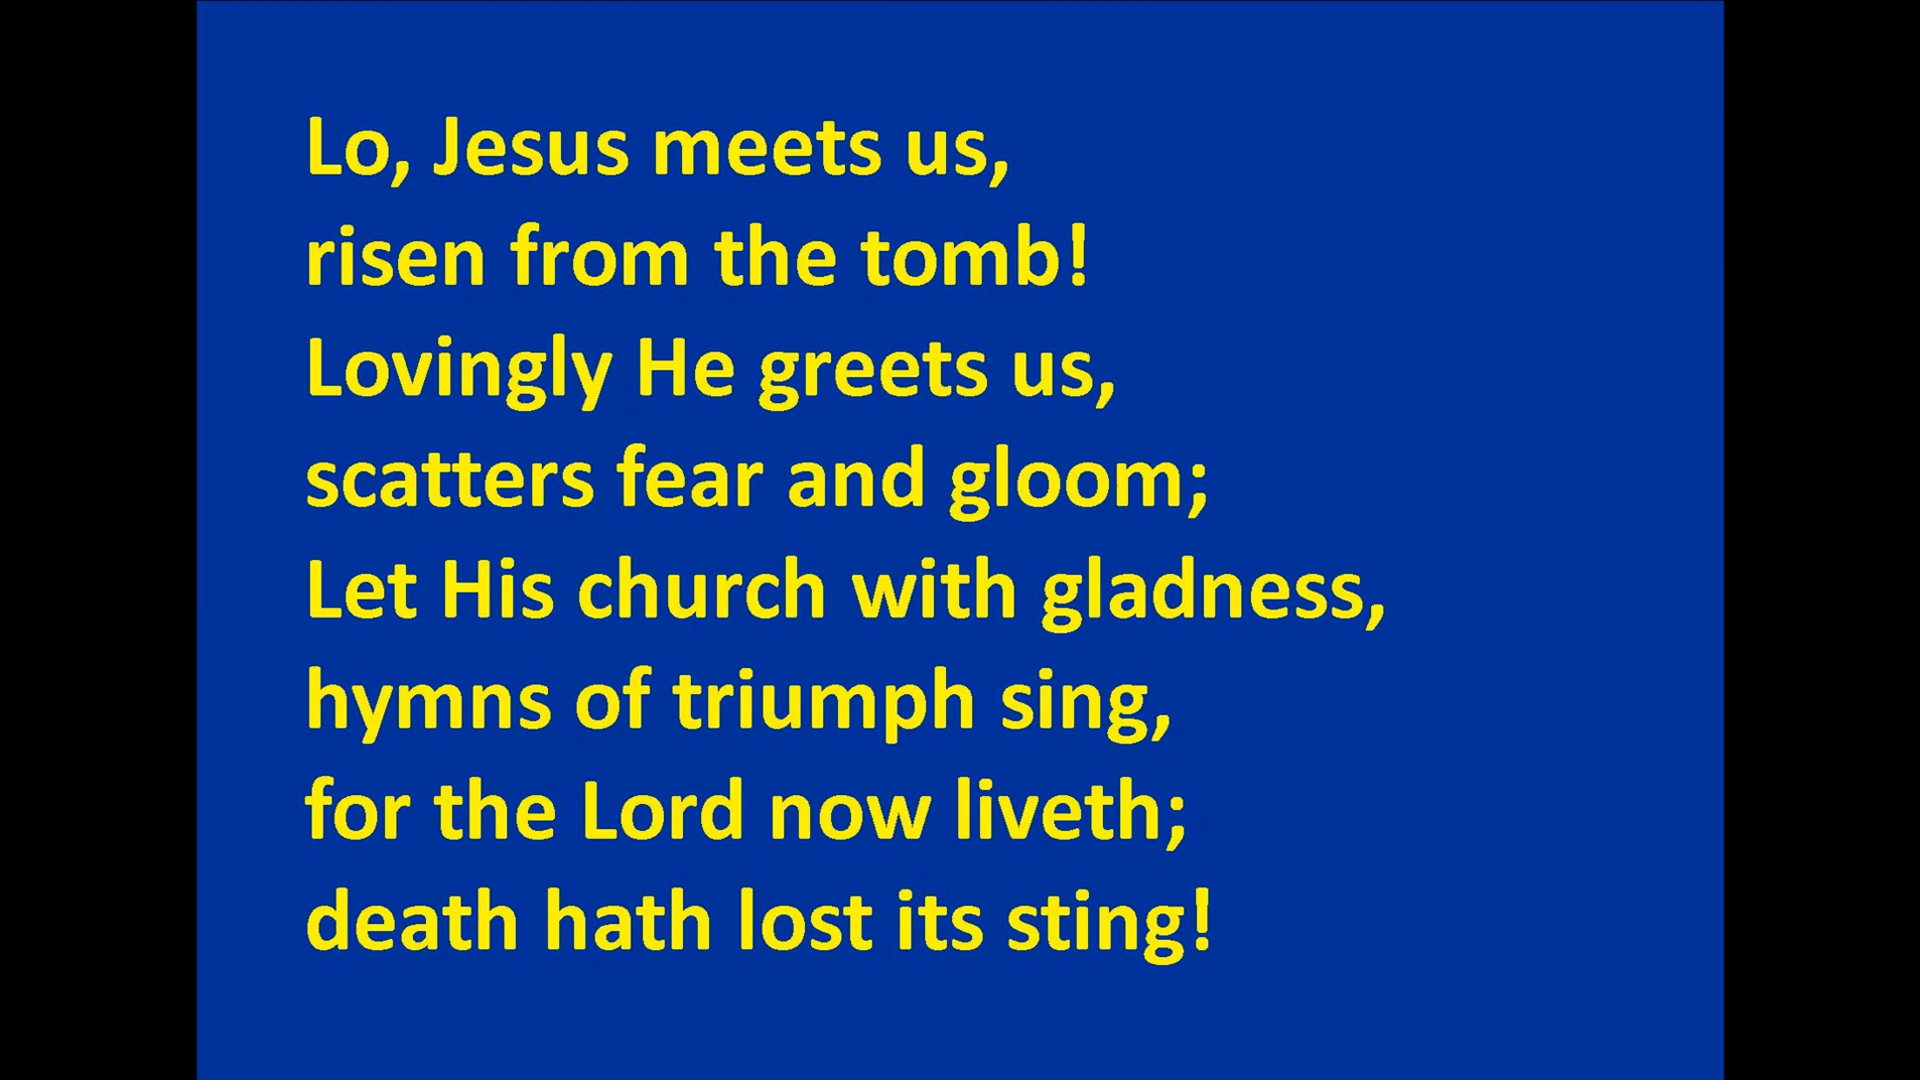 Lo, Jesus meets us,
risen from the tomb!
Lovingly He greets us,
scatters fear and gloom;
Let His church with gladness,
hymns of triumph sing,
for the Lord now liveth;
death hath lost its sting!